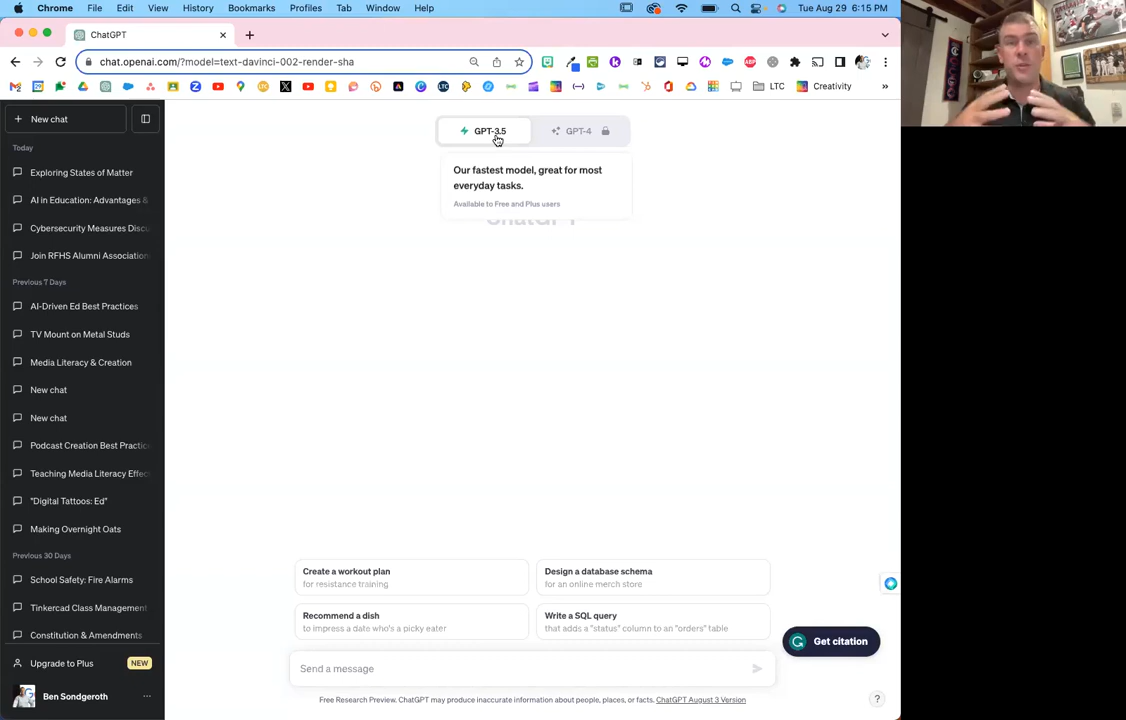 Chrome File Edit View History Bookmarks Profiles Tab Window Help Tue Aug 29 6:15 PM
ChatGPT
chat.openai.com/?model=text-davinci-002-render-sha
LTC Creativity
New chat
Today
Exploring States of Matter
AI in Education: Advantages &
Cybersecurity Measures Discu
Join RFHS Alumni Association
Previous 7 Days
AI-Driven Ed Best Practices
TV Mount on Metal Studs
Media Literacy & Creation
New chat
New chat
Podcast Creation Best Practic
Teaching Media Literacy Effec
"Digital Tattoos: Ed"
Making Overnight Oats
Previous 30 Days
School Safety: Fire Alarms
Tinkercad Class Management
Constitution & Amendments
Upgrade to Plus NEW
Ben Sondgeroth
GPT-3.5 GPT-4
Our fastest model, great for most
everyday tasks.
Available to Free and Plus users
ChatGPT
Create a workout plan
for resistance training
Design a database schema
for an online merch store
Recommend a dish
to impress a date who's a picky eater
Write a SQL query
that adds a "status" column to an "orders" table
Get citation
Send a message
Free Research Preview. ChatGPT may produce inaccurate information about people, places, or facts. ChatGPT August 3 Version
?